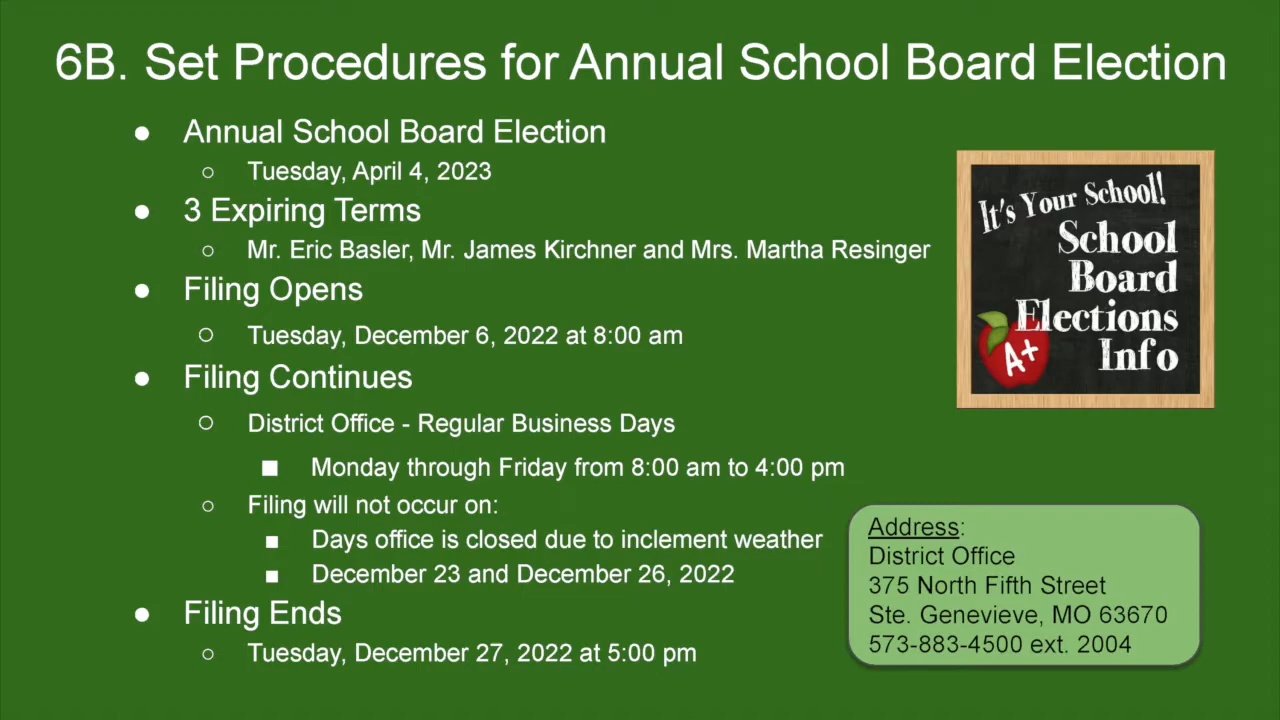 6B. Set Procedures for Annual School Board Election
● Annual School Board Election
○ Tuesday, April 4, 2023
● 3 Expiring Terms
○ Mr. Eric Basler, Mr. James Kirchner and Mrs. Martha Resinger
● Filing Opens
○ Tuesday, December 6, 2022 at 8:00 am
● Filing Continues
○ District Office - Regular Business Days
■ Monday through Friday from 8:00 am to 4:00 pm
○ Filing will not occur on:
■ Days office is closed due to inclement weather
■ December 23 and December 26, 2022
● Filing Ends
○ Tuesday, December 27, 2022 at 5:00 pm
It's Your School!
School
Board
Elections
Info
A+
Address:
District Office
375 North Fifth Street
Ste. Genevieve, MO 63670
573-883-4500 ext. 2004